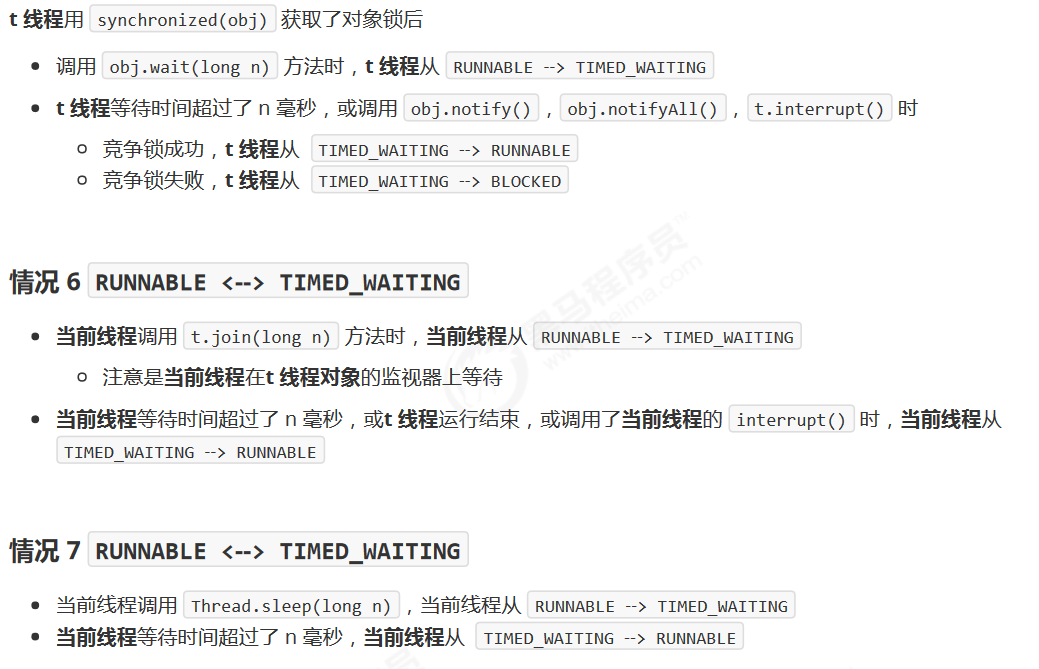 t 线程用 synchronized(obj) 获取了对象锁后
调用 obj.wait(long n) 方法时，t 线程从 RUNNABLE --> TIMED_WAITING
t 线程等待时间超过了 n 毫秒，或调用 obj.notify() ，obj.notifyAll() ，t.interrupt() 时
竞争锁成功，t 线程从 TIMED_WAITING --> RUNNABLE
竞争锁失败，t 线程从 TIMED_WAITING --> BLOCKED
情况 6 RUNNABLE <--> TIMED_WAITING
当前线程调用 t.join(long n) 方法时，当前线程从 RUNNABLE --> TIMED_WAITING
注意是当前线程在t 线程对象的监视器上等待
当前线程等待时间超过了 n 毫秒，或t 线程运行结束，或调用了当前线程的 interrupt() 时，当前线程从
TIMED_WAITING --> RUNNABLE
情况 7 RUNNABLE <--> TIMED_WAITING
当前线程调用 Thread.sleep(long n) ，当前线程从 RUNNABLE --> TIMED_WAITING
当前线程等待时间超过了 n 毫秒，当前线程从 TIMED_WAITING --> RUNNABLE